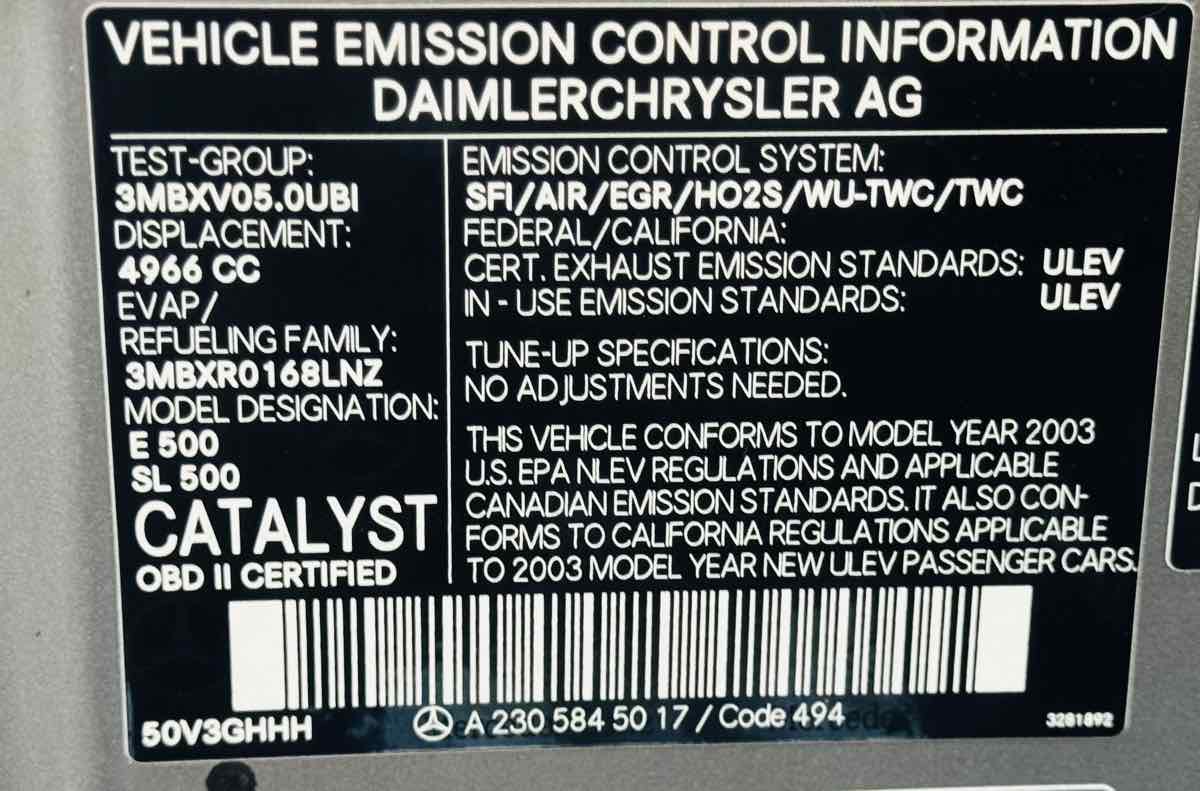 VEHICLE EMISSION CONTROL INFORMATION
DAIMLERCHRYSLER AG
TEST-GROUP:
3MBXV05.0UBI
DISPLACEMENT:
4966 CC
EVAP/
REFUELING FAMILY:
3MBXR0168LNZ
MODEL DESIGNATION:
E 500
SL 500
CATALYST
OBD II CERTIFIED
EMISSION CONTROL SYSTEM:
SFI/AIR/EGR/HO2S/WU-TWC/TWC
FEDERAL/CALIFORNIA:
CERT. EXHAUST EMISSION STANDARDS: ULEV
IN - USE EMISSION STANDARDS: ULEV
TUNE-UP SPECIFICATIONS:
NO ADJUSTMENTS NEEDED.
THIS VEHICLE CONFORMS TO MODEL YEAR 2003
U.S. EPA NLEV REGULATIONS AND APPLICABLE
CANADIAN EMISSION STANDARDS. IT ALSO CON-
FORMS TO CALIFORNIA REGULATIONS APPLICABLE
TO 2003 MODEL YEAR NEW ULEV PASSENGER CARS.
50V3GHHH
A 230 584 50 17 / Code 494
3281892